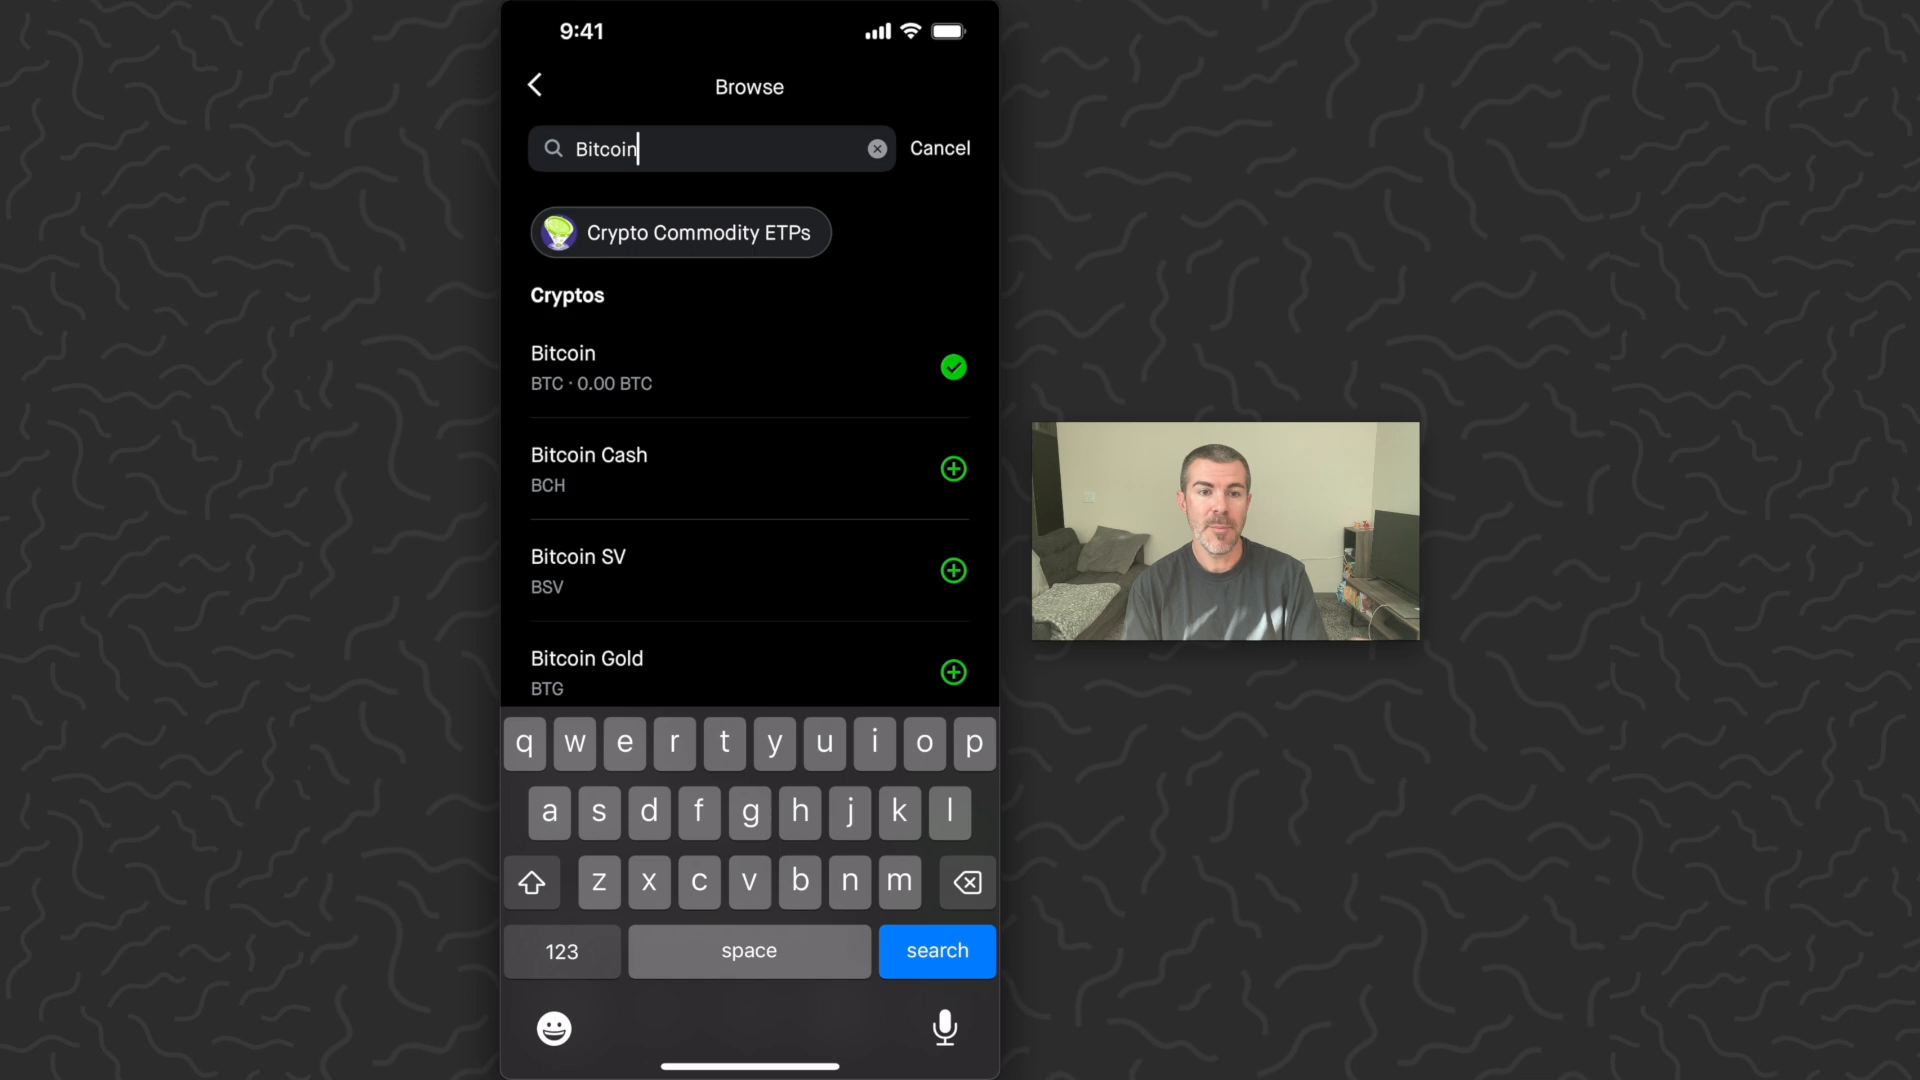 9:41
Browse
Bitcoin
Cancel
Crypto Commodity ETPs
Cryptos
Bitcoin
BTC · 0.00 BTC
Bitcoin Cash
BCH
Bitcoin SV
BSV
Bitcoin Gold
BTG
q w e r t y u i o p
a s d f g h j k l
z x c v b n m
123 space search